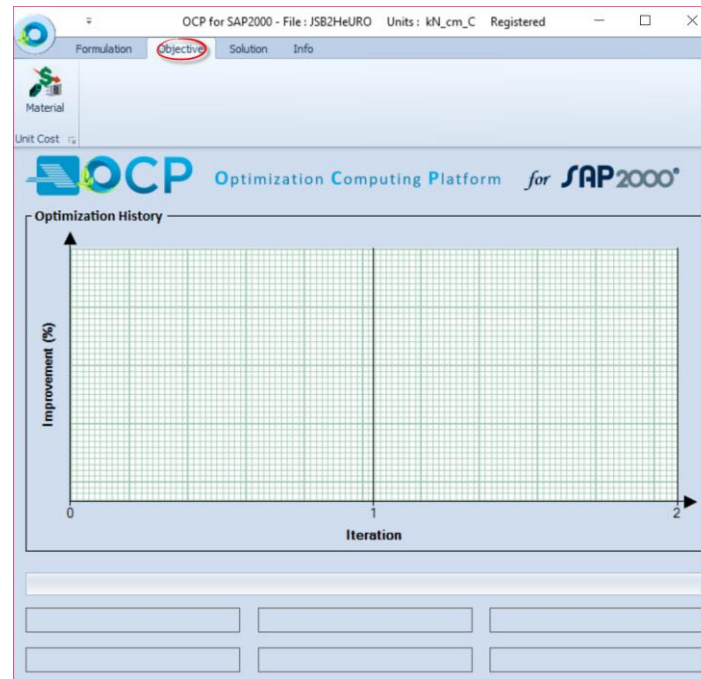 OCP for SAP2000 - File : JSB2HeURO Units : kN_cm_C Registered
Formulation Objective Solution Info
Material
Unit Cost
OCP Optimization Computing Platform for SAP2000®
Optimization History
Improvement (%)
0 1 2
Iteration